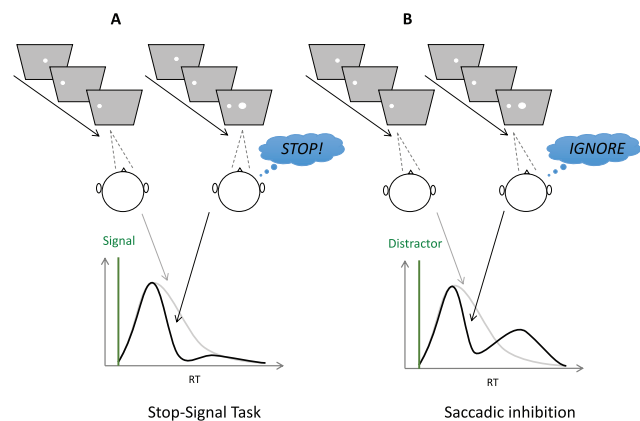 A
B
STOP!
IGNORE
Signal
Distractor
RT
RT
Stop-Signal Task
Saccadic inhibition